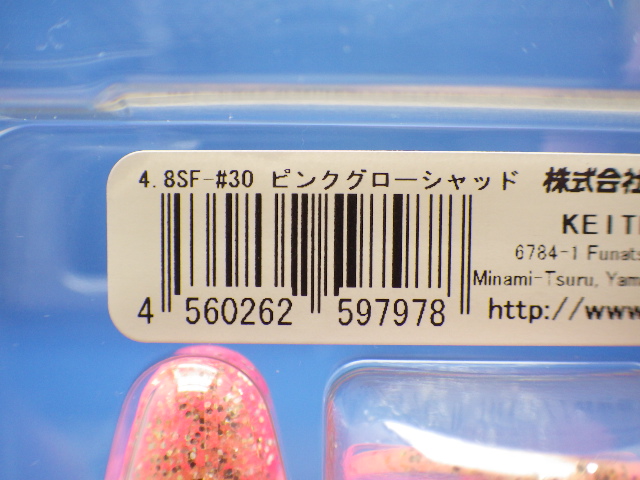 4.8SF-#30 ピンクグローシャッド 株式会社
KEIT
6784-1 Funats
Minami-Tsuru, Yama
http://www
4 560262 597978